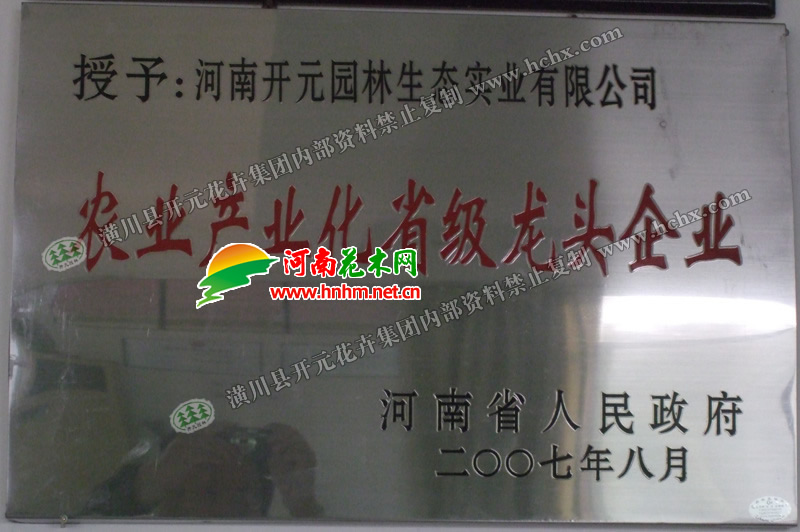 授予:河南开元园林生态实业有限公司
农业产业化省级龙头企业
河南省人民政府
二〇〇七年八月
河南花木网
www.hnhm.net.cn
潢川县开元花卉集团内部资料禁止复制 www.hchx.com
潢川县开元花卉集团内部资料禁止复制 www.hchx.com